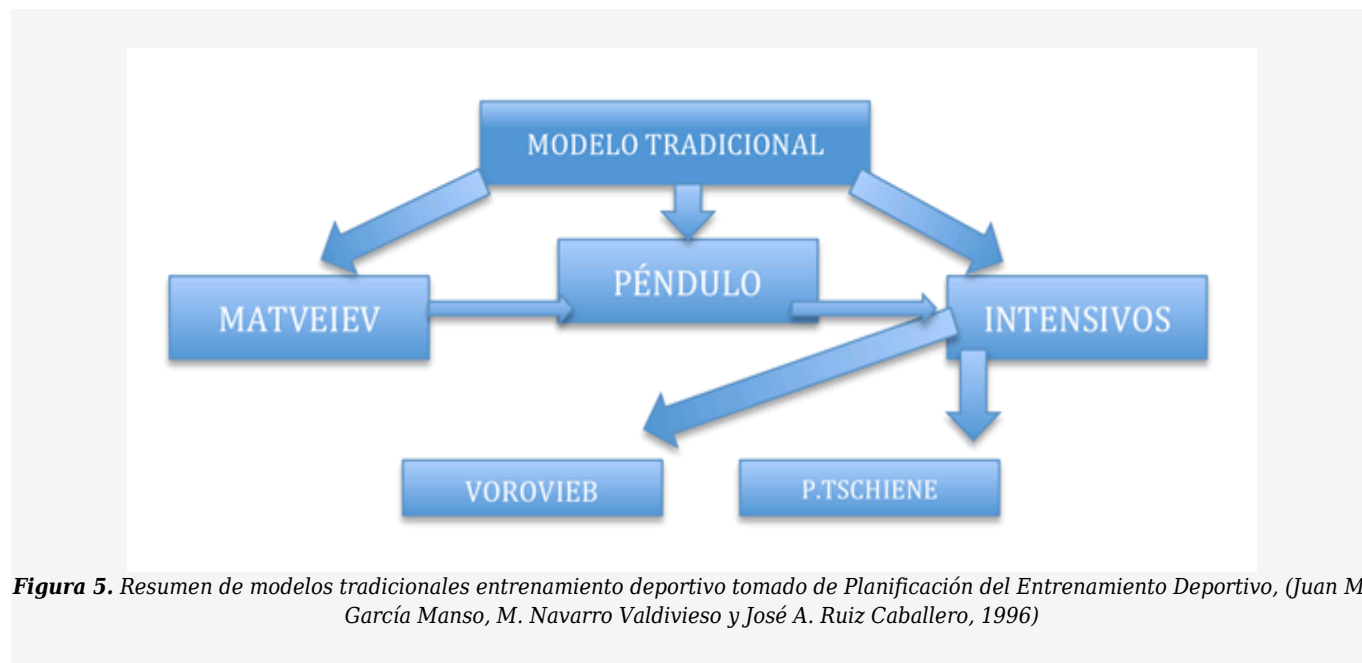 MODELO TRADICIONAL
PÉNDULO
MATVEIEV
INTENSIVOS
VOROVIEB
P.TSCHIENE
Figura 5. Resumen de modelos tradicionales entrenamiento deportivo tomado de Planificación del Entrenamiento Deportivo, (Juan M
García Manso, M. Navarro Valdivieso y José A. Ruiz Caballero, 1996)